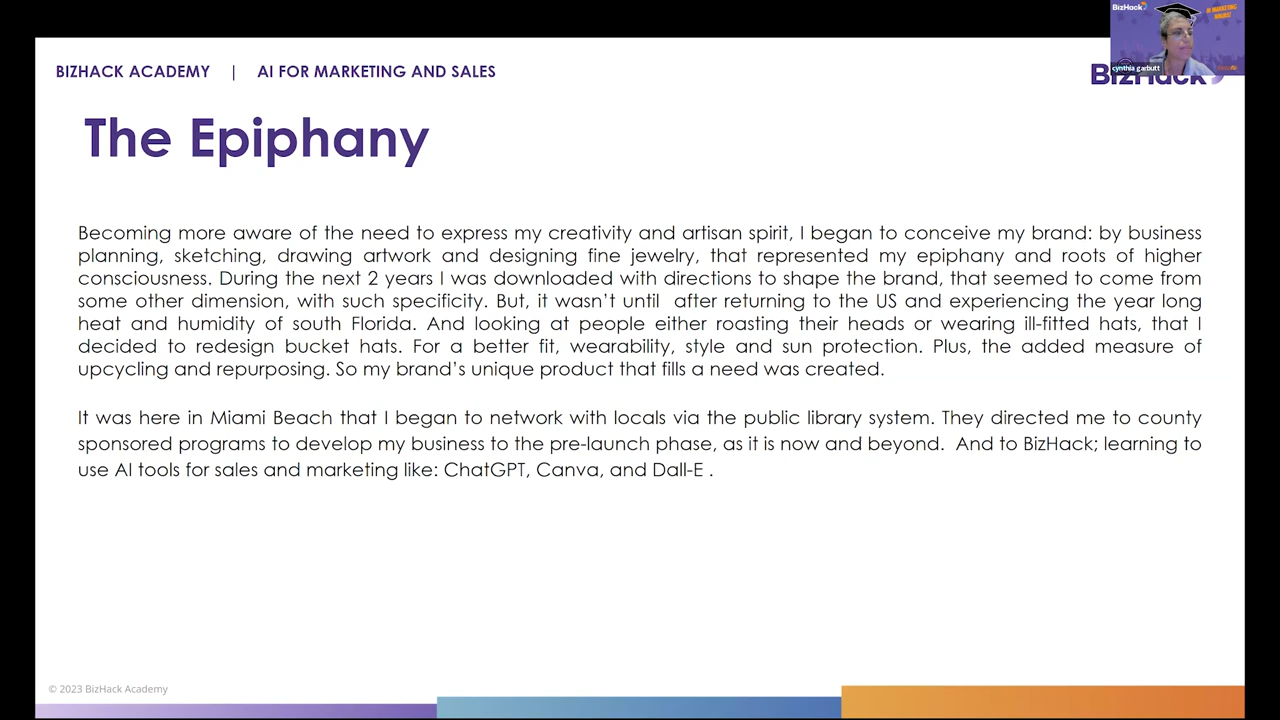 BizHack
AI MARKETING
cynthia garbutt
BIZHACK ACADEMY | AI FOR MARKETING AND SALES
BizHack
The Epiphany
Becoming more aware of the need to express my creativity and artisan spirit, I began to conceive my brand: by business
planning, sketching, drawing artwork and designing fine jewelry, that represented my epiphany and roots of higher
consciousness. During the next 2 years I was downloaded with directions to shape the brand, that seemed to come from
some other dimension, with such specificity. But, it wasn’t until after returning to the US and experiencing the year long
heat and humidity of south Florida. And looking at people either roasting their heads or wearing ill-fitted hats, that I
decided to redesign bucket hats. For a better fit, wearability, style and sun protection. Plus, the added measure of
upcycling and repurposing. So my brand’s unique product that fills a need was created.
It was here in Miami Beach that I began to network with locals via the public library system. They directed me to county
sponsored programs to develop my business to the pre-launch phase, as it is now and beyond. And to BizHack; learning to
use AI tools for sales and marketing like: ChatGPT, Canva, and Dall-E .
© 2023 BizHack Academy